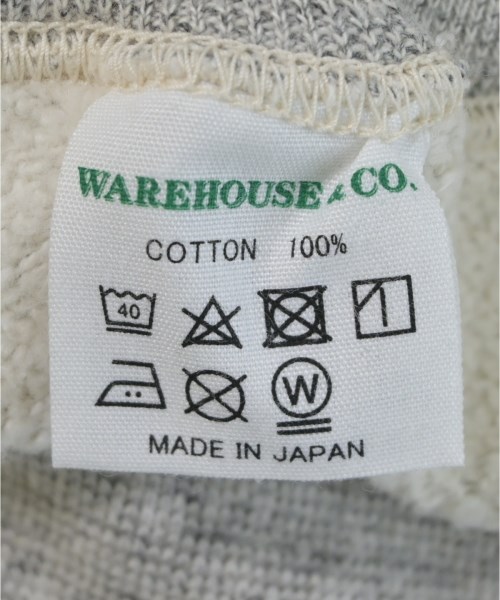 WAREHOUSE & CO.
COTTON 100%
40
W
MADE IN JAPAN